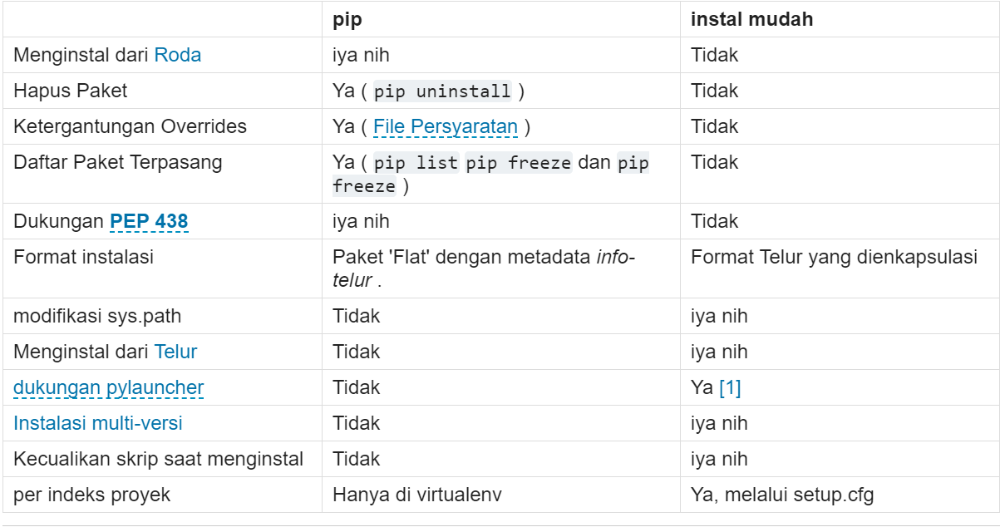 pip instal mudah
Menginstal dari Roda iya nih Tidak
Hapus Paket Ya ( pip uninstall ) Tidak
Ketergantungan Overrides Ya ( File Persyaratan ) Tidak
Daftar Paket Terpasang Ya ( pip list pip freeze dan pip Tidak
freeze )
Dukungan PEP 438 iya nih Tidak
Format instalasi Paket 'Flat' dengan metadata info- Format Telur yang dienkapsulasi
telur .
modifikasi sys.path Tidak iya nih
Menginstal dari Telur Tidak iya nih
dukungan pylauncher Tidak Ya [1]
Instalasi multi-versi Tidak iya nih
Kecualikan skrip saat menginstal Tidak iya nih
per indeks proyek Hanya di virtualenv Ya, melalui setup.cfg